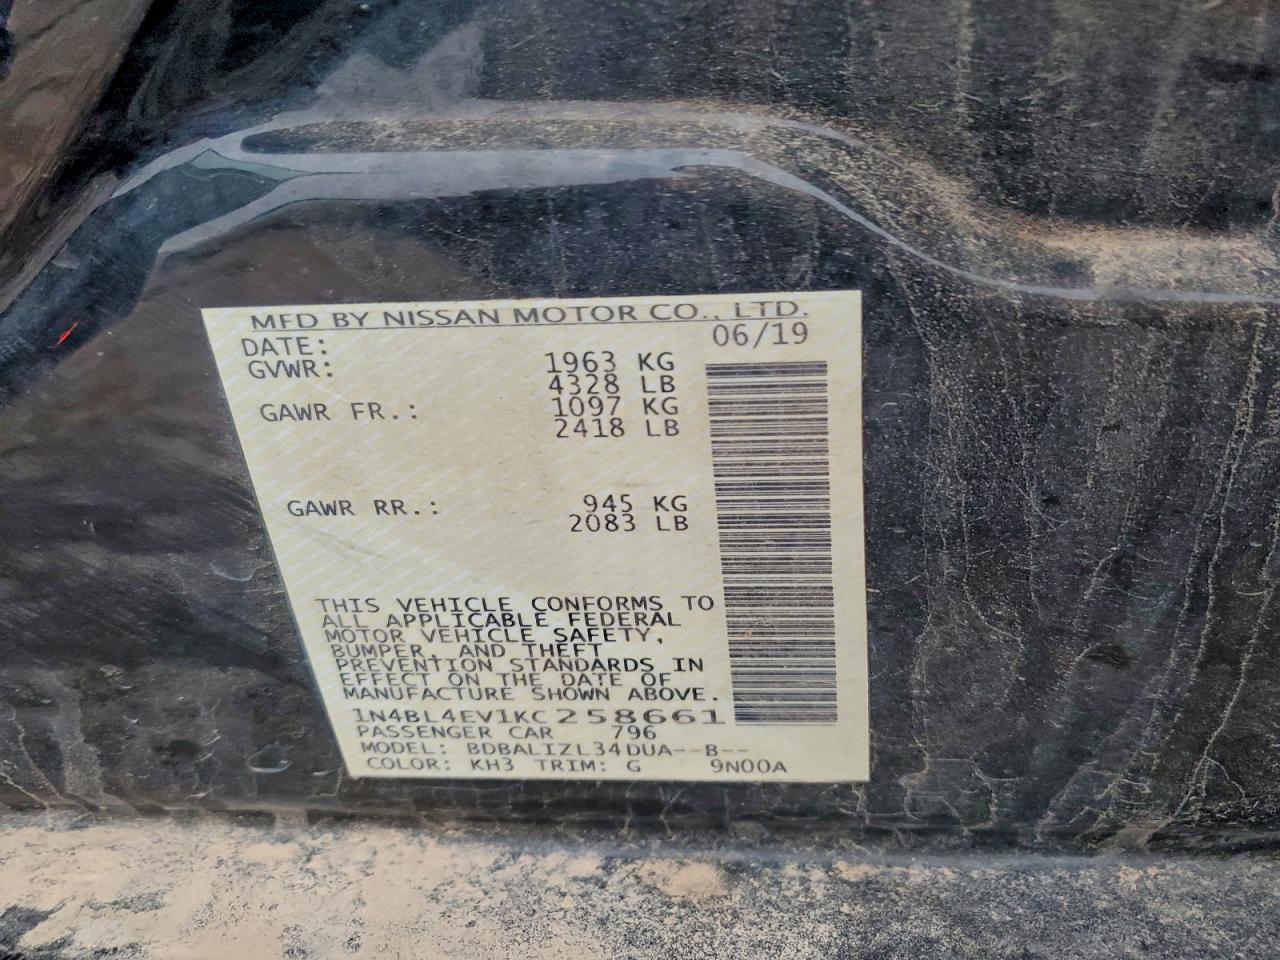 MFD BY NISSAN MOTOR CO., LTD.
DATE: 06/19
GVWR: 1963 KG
4328 LB
GAWR FR.: 1097 KG
2418 LB
GAWR RR.: 945 KG
2083 LB
THIS VEHICLE CONFORMS TO
ALL APPLICABLE FEDERAL
MOTOR VEHICLE SAFETY,
BUMPER, AND THEFT
PREVENTION STANDARDS IN
EFFECT ON THE DATE OF
MANUFACTURE SHOWN ABOVE.
1N4BL4EV1KC258661
PASSENGER CAR 796
MODEL: BDBALIZL34DUA--B--
COLOR: KH3 TRIM: G 9N00A